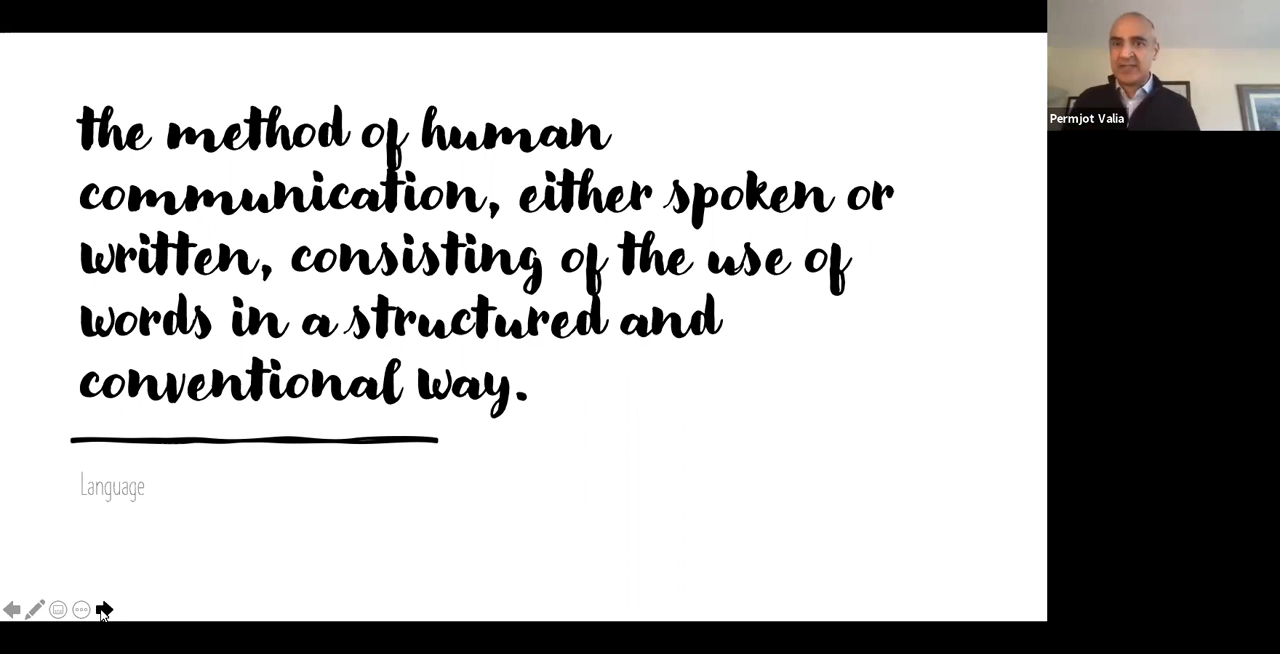 the method of human
communication, either spoken or
written, consisting of the use of
words in a structured and
conventional way.
Language
Permjot Valia